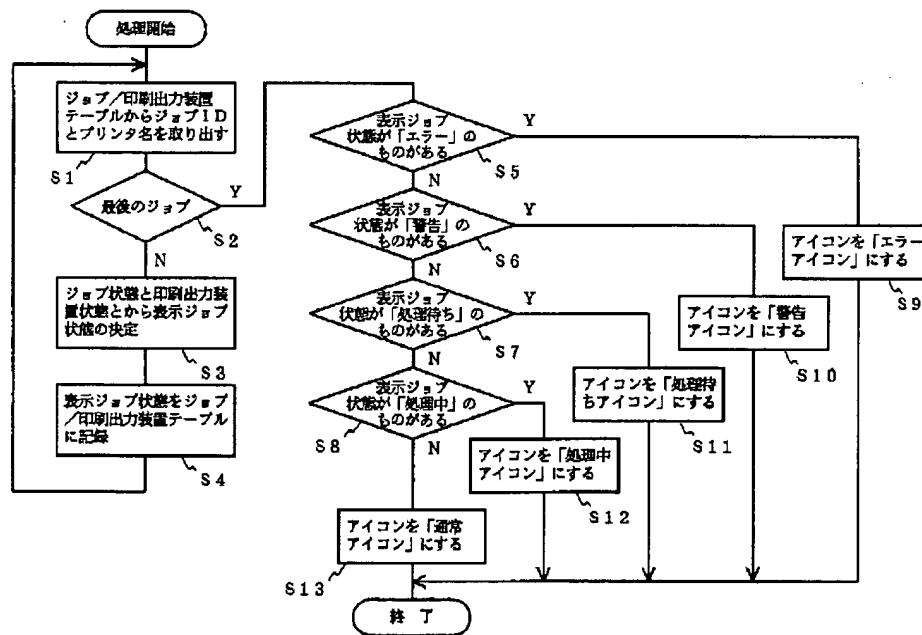 処理開始
ジョブ／印刷出力装置
テーブルからジョブID
とプリンタ名を取り出す
S1
最後のジョブ
Y
S2
N
ジョブ状態と印刷出力装
置状態とから表示ジョブ
状態の決定
S3
表示ジョブ状態をジョブ
／印刷出力装置テーブル
に記録
S4
表示ジョブ
状態が「エラー」の
ものがある
Y
S5
N
表示ジョブ
状態が「警告」の
ものがある
Y
S6
N
表示ジョブ
状態が「処理待ち」の
ものがある
Y
S7
N
表示ジョブ
状態が「処理中」の
ものがある
Y
S8
N
アイコンを「エラー
アイコン」にする
S9
アイコンを「警告
アイコン」にする
S10
アイコンを「処理待
ちアイコン」にする
S11
アイコンを「処理中
アイコン」にする
S12
アイコンを「通常
アイコン」にする
S13
終了